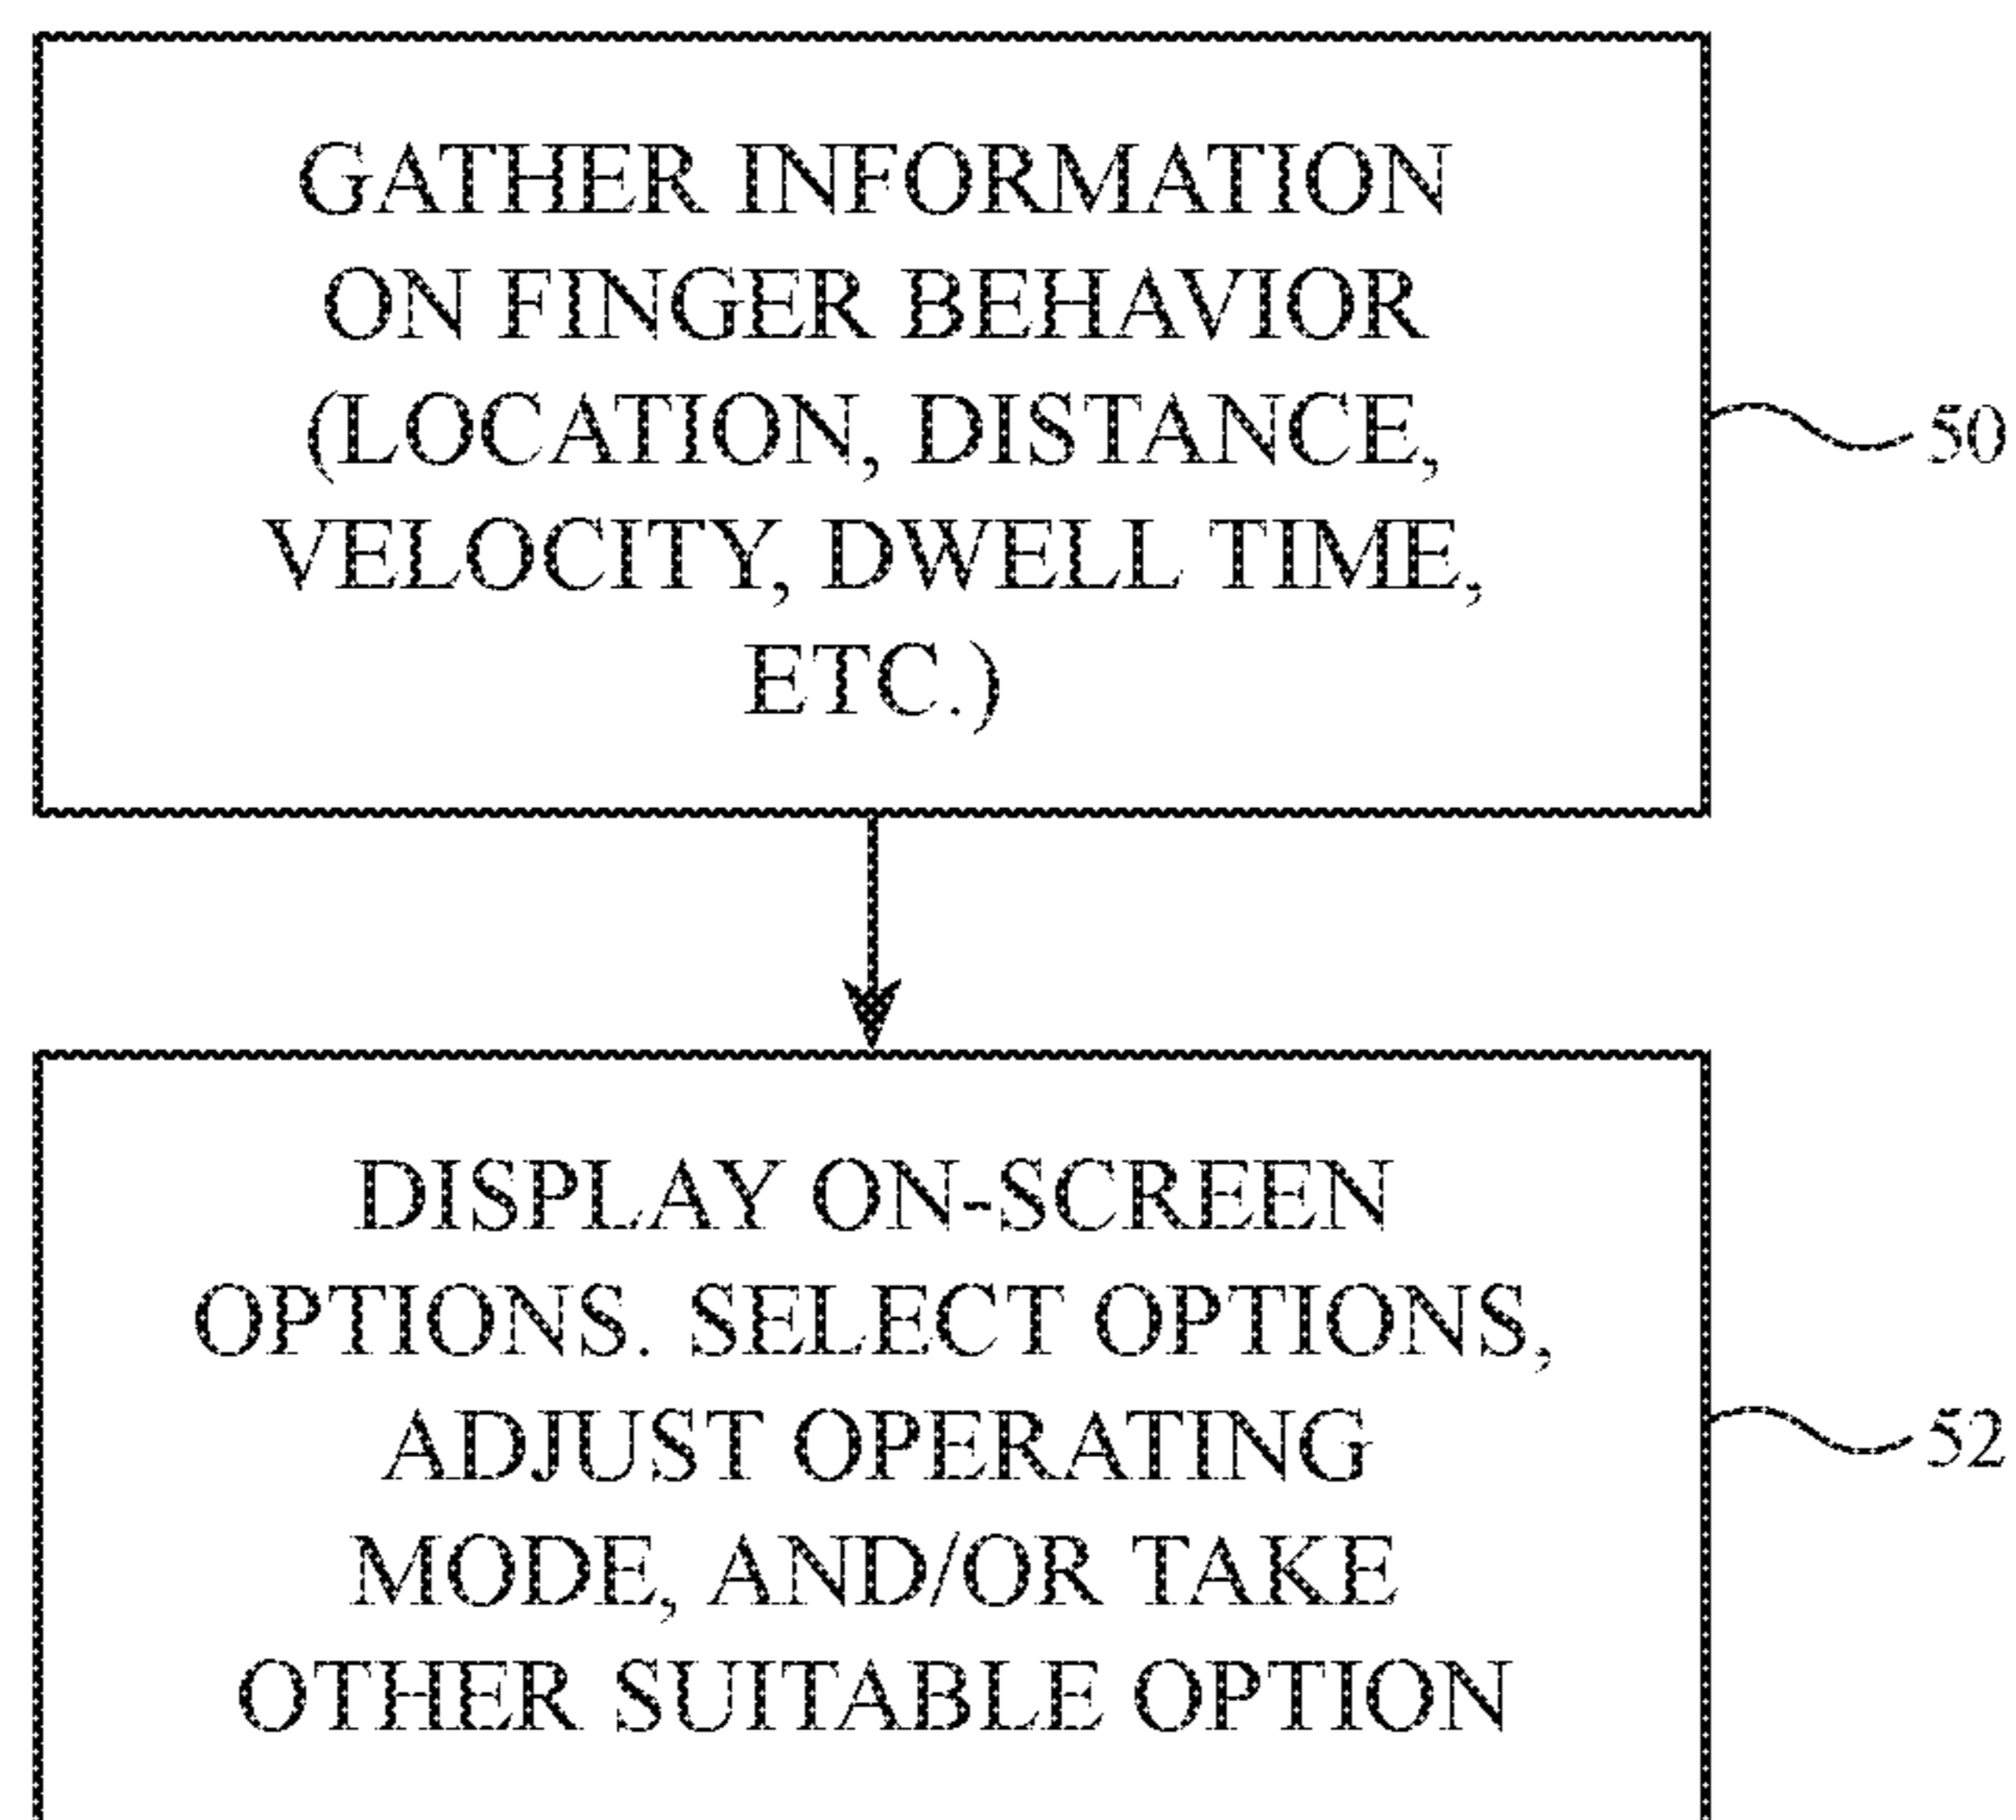 GATHER INFORMATION
ON FINGER BEHAVIOR
(LOCATION, DISTANCE,
VELOCITY, DWELL TIME,
ETC.)
50
DISPLAY ON-SCREEN
OPTIONS. SELECT OPTIONS,
ADJUST OPERATING
MODE, AND/OR TAKE
OTHER SUITABLE OPTION
52